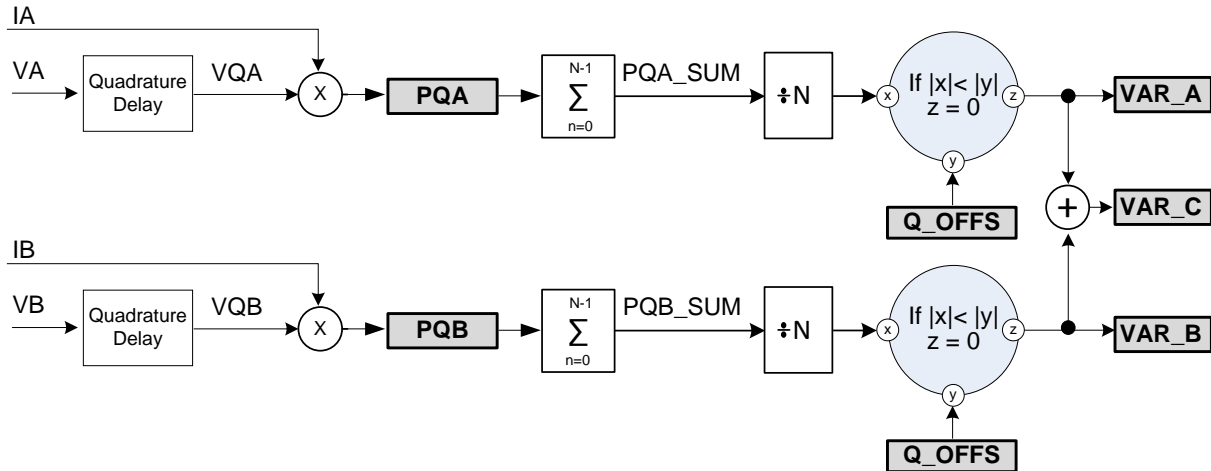 IA
VA
Quadrature
Delay
VQA
X
PQA
N-1
Σ
n=0
PQA_SUM
÷N
x
If |x|< |y|
z = 0
z
y
Q_OFFS
VAR_A
+
VAR_C
IB
VB
Quadrature
Delay
VQB
X
PQB
N-1
Σ
n=0
PQB_SUM
÷N
x
If |x|< |y|
z = 0
z
y
Q_OFFS
VAR_B